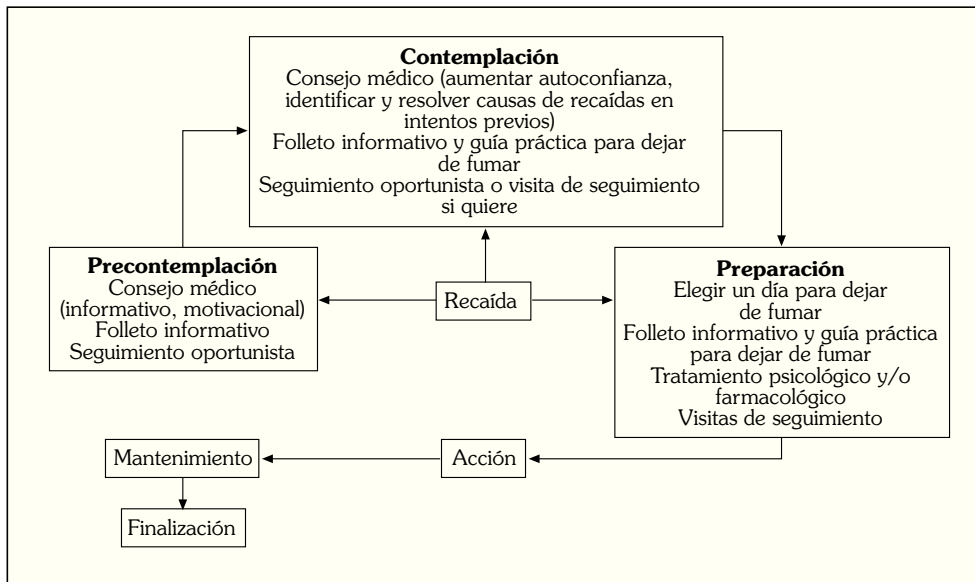 Contemplación
Consejo médico (aumentar autoconfianza,
identificar y resolver causas de recaídas en
intentos previos)
Folleto informativo y guía práctica para dejar
de fumar
Seguimiento oportunista o visita de seguimiento
si quiere
Precontemplación
Consejo médico
(informativo, motivacional)
Folleto informativo
Seguimiento oportunista
Recaída
Preparación
Elegir un día para dejar
de fumar
Folleto informativo y guía práctica
para dejar de fumar
Tratamiento psicológico y/o
farmacológico
Visitas de seguimiento
Mantenimiento
Acción
Finalización